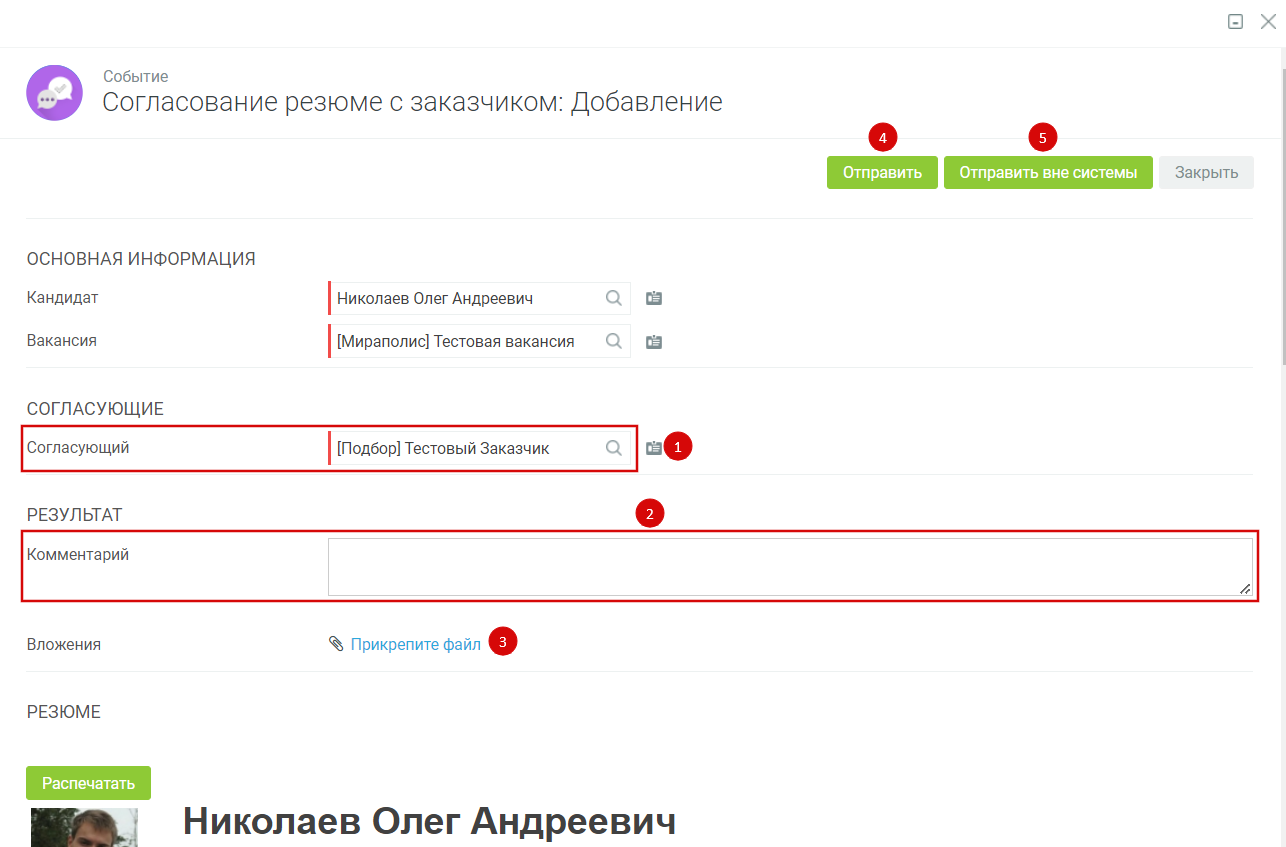 Событие
Согласование резюме с заказчиком: Добавление
4 5
Отправить Отправить вне системы Закрыть
ОСНОВНАЯ ИНФОРМАЦИЯ
Кандидат Николаев Олег Андреевич
Вакансия [Мираполис] Тестовая вакансия
СОГЛАСУЮЩИЕ
Согласующий [Подбор] Тестовый Заказчик 1
РЕЗУЛЬТАТ 2
Комментарий
Вложения Прикрепите файл 3
РЕЗЮМЕ
Распечатать
Николаев Олег Андреевич